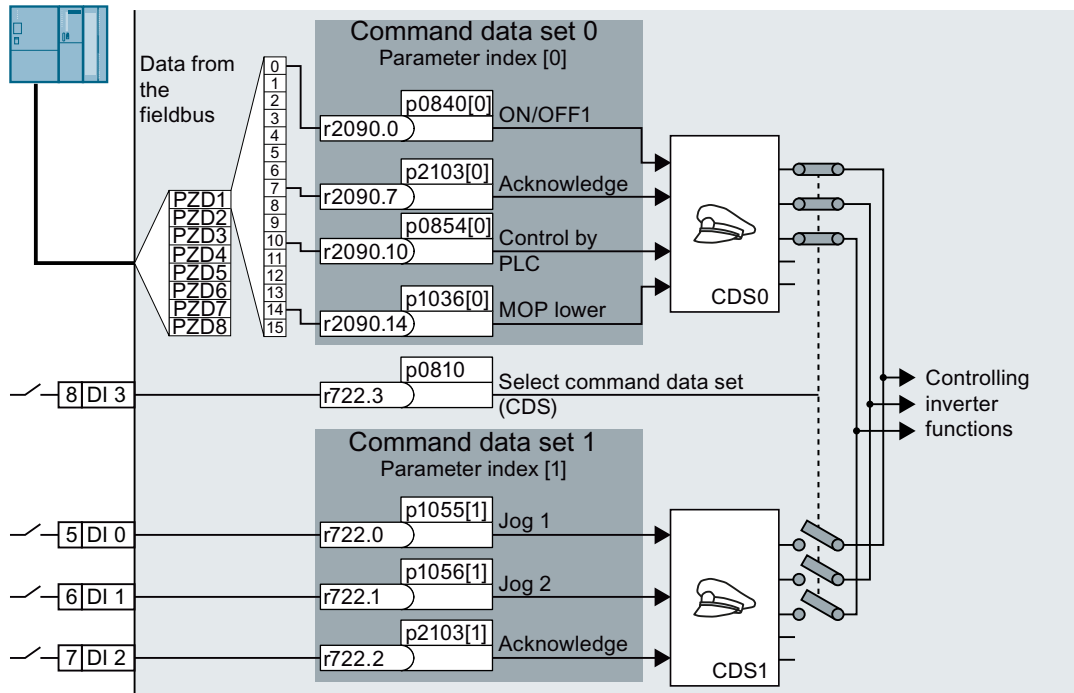 Command data set 0
Parameter index [0]
Data from
the
fieldbus
0
1
2
3
4
5
6
7
8
9
10
11
12
13
14
15
PZD1
PZD2
PZD3
PZD4
PZD5
PZD6
PZD7
PZD8
p0840[0]
ON/OFF1
r2090.0
p2103[0]
Acknowledge
r2090.7
p0854[0]
Control by
PLC
r2090.10
p1036[0]
MOP lower
r2090.14
CDS0
p0810
Select command data set
(CDS)
8 DI 3
r722.3
Controlling
inverter
functions
Command data set 1
Parameter index [1]
p1055[1]
Jog 1
5 DI 0
r722.0
p1056[1]
Jog 2
6 DI 1
r722.1
p2103[1]
Acknowledge
7 DI 2
r722.2
CDS1